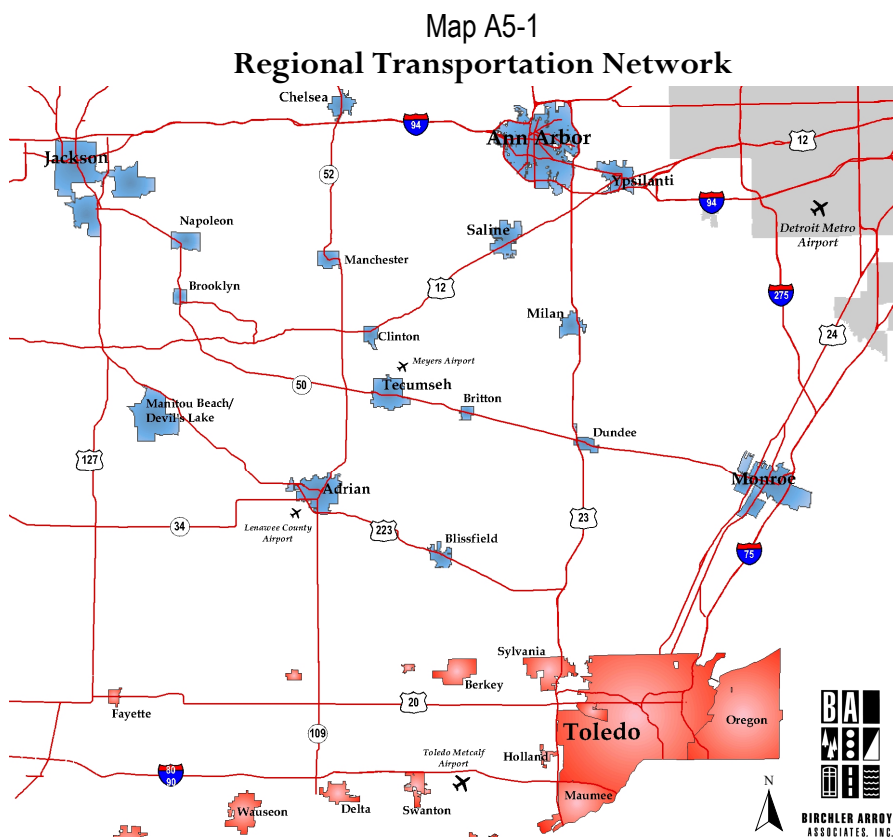 Map A5-1
Regional Transportation Network
Chelsea
94
Ann Arbor
12
Jackson
52
Ypsilanti
94
Napoleon
Saline
Detroit Metro
Airport
Manchester
Brooklyn
12
275
Milan
24
Clinton
Meyers Airport
50
Tecumseh
Manitou Beach/
Devil's Lake
Britton
Dundee
127
Monroe
Adrian
34
Lenawee County
Airport
223
23
Blissfield
75
Sylvania
Berkey
20
Fayette
Toledo
Oregon
109
Toledo Metcalf
Airport
Holland
80
90
Maumee
Wauseon
Delta
Swanton
N
BA
BIRCHLER ARROY
ASSOCIATES, INC.